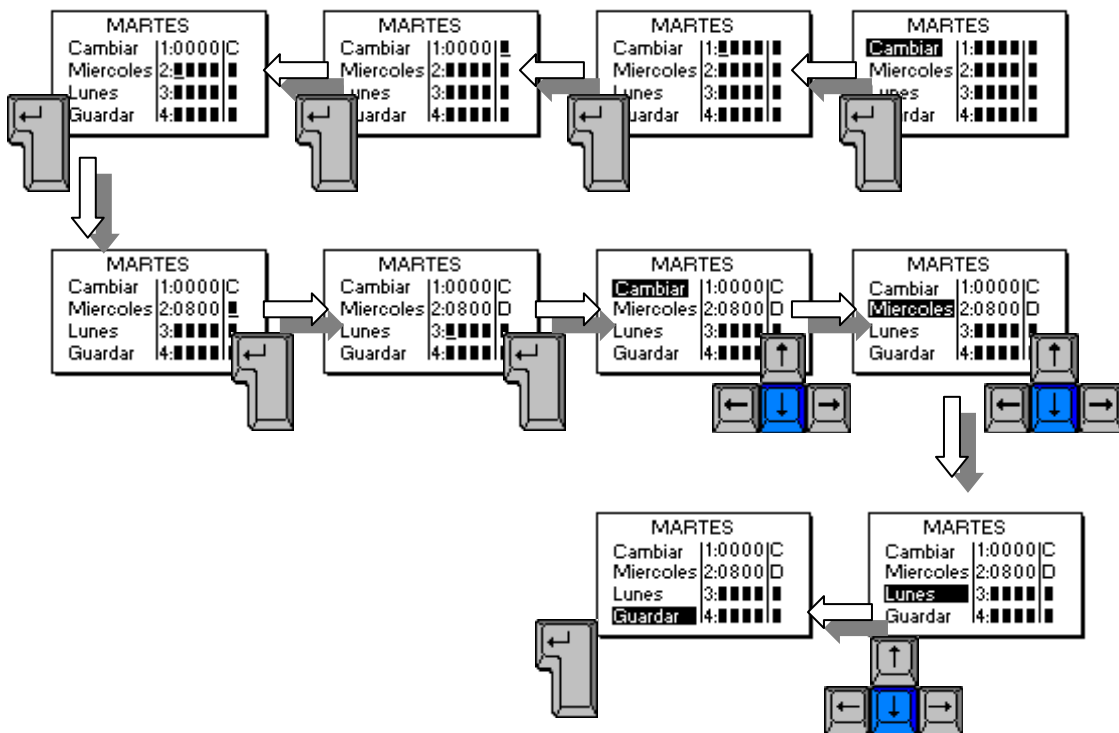 MARTES
Cambiar 1:0000|C
Miercoles 2:
Lunes 3:
Guardar 4:
MARTES
Cambiar 1:0000
Miercoles 2:
Lunes 3:
Guardar 4:
MARTES
Cambiar 1:
Miercoles 2:
Lunes 3:
Guardar 4:
MARTES
Cambiar 1:
Miercoles 2:
Lunes 3:
Guardar 4:
MARTES
Cambiar 1:0000|C
Miercoles 2:0800
Lunes 3:
Guardar 4:
MARTES
Cambiar 1:0000|C
Miercoles 2:0800|D
Lunes 3:
Guardar 4:
MARTES
Cambiar 1:0000|C
Miercoles 2:0800|D
Lunes 3:
Guardar 4:
MARTES
Cambiar 1:0000|C
Miercoles 2:0800|D
Lunes 3:
Guardar 4:
MARTES
Cambiar 1:0000|C
Miercoles 2:0800|D
Lunes 3:
Guardar 4:
MARTES
Cambiar 1:0000|C
Miercoles 2:0800|D
Lunes 3:
Guardar 4: